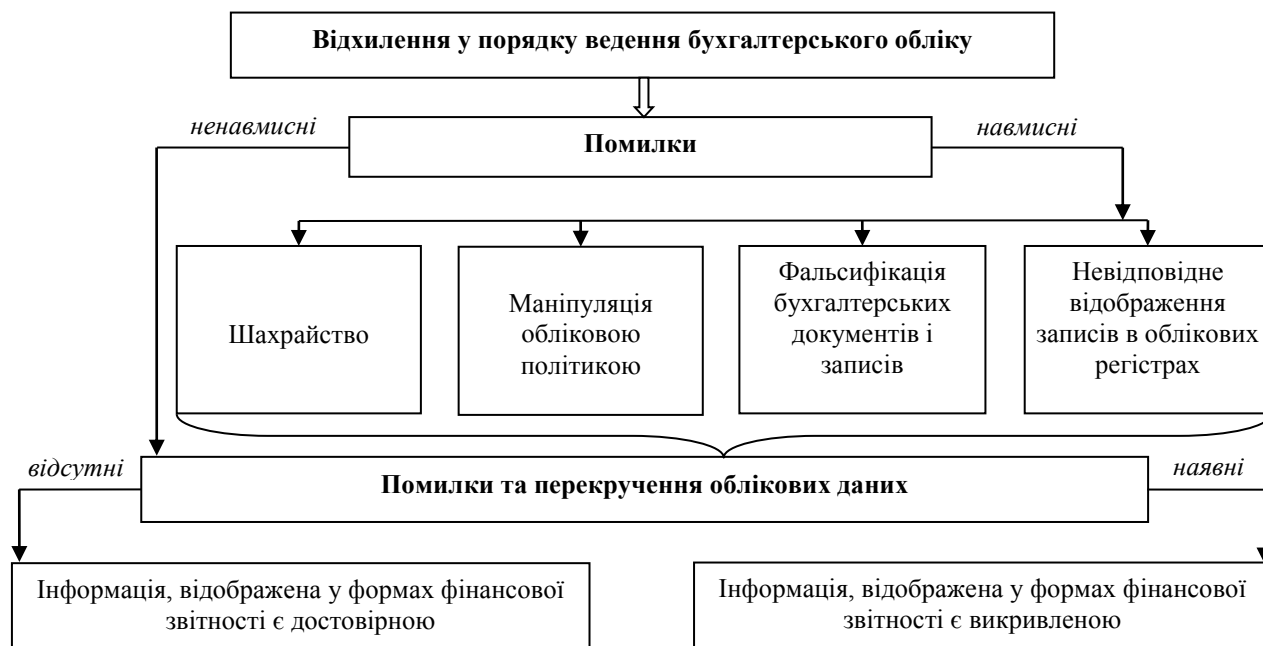 Відхилення у порядку ведення бухгалтерського обліку
ненавмисні
навмисні
Помилки
Шахрайство
Маніпуляція
обліковою
політикою
Фальсифікація
бухгалтерських
документів і
записів
Невідповідне
відображення
записів в облікових
регістрах
відсутні
наявні
Помилки та перекручення облікових даних
Інформація, відображена у формах фінансової
звітності є достовірною
Інформація, відображена у формах фінансової
звітності є викривленою